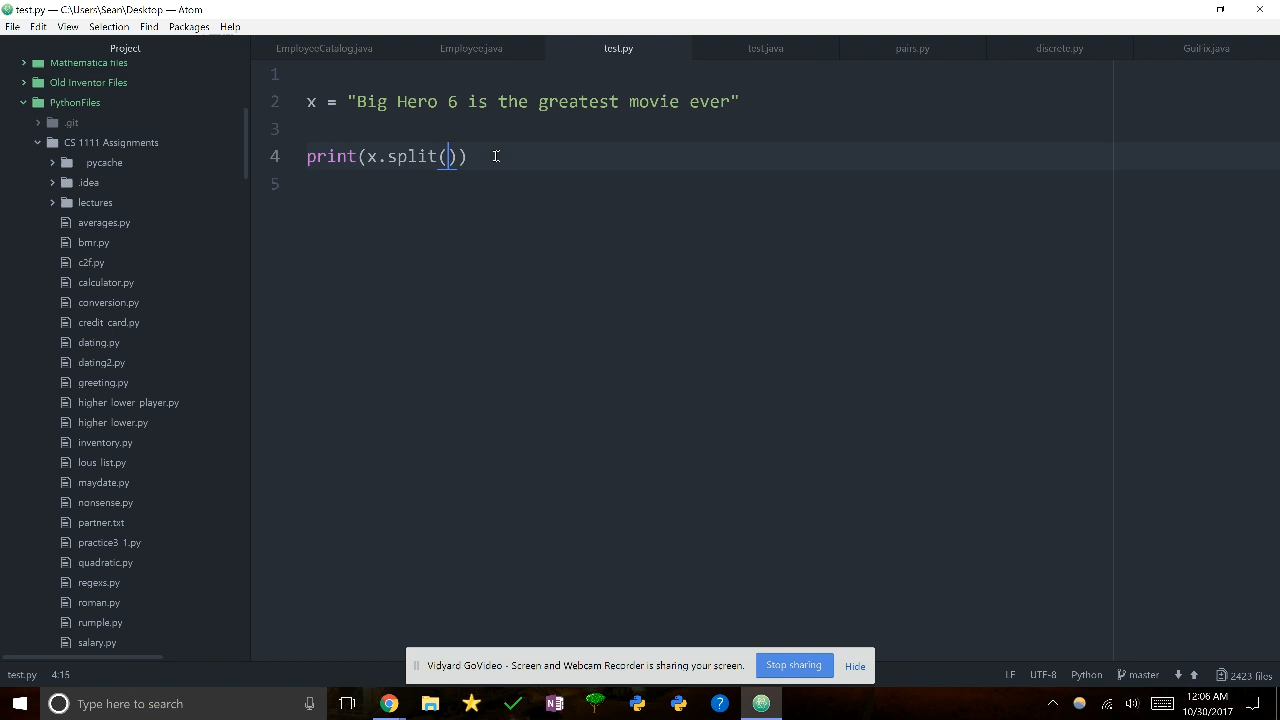 test.py — C:\Users\Sean\Desktop — Atom
File Edit View Selection Find Packages Help
Project
EmployeeCatalog.java Employee.java test.py test.java pairs.py discrete.py GuiFix.java
Mathematica files
Old Inventor Files
PythonFiles
.git
CS 1111 Assignments
pycache
.idea
lectures
averages.py
bmr.py
c2f.py
calculator.py
conversion.py
credit card.py
dating.py
dating2.py
greeting.py
higher lower player.py
higher lower.py
inventory.py
lous list.py
maydate.py
nonsense.py
partner.txt
practice3 1.py
quadratic.py
regexs.py
roman.py
rumple.py
salary.py
1
2 x = "Big Hero 6 is the greatest movie ever"
3
4 print(x.split())
5
Vidyard GoVideo - Screen and Webcam Recorder is sharing your screen. Stop sharing Hide
test.py 4:15 LF UTF-8 Python master 2423 files
Type here to search
12:06 AM
10/30/2017